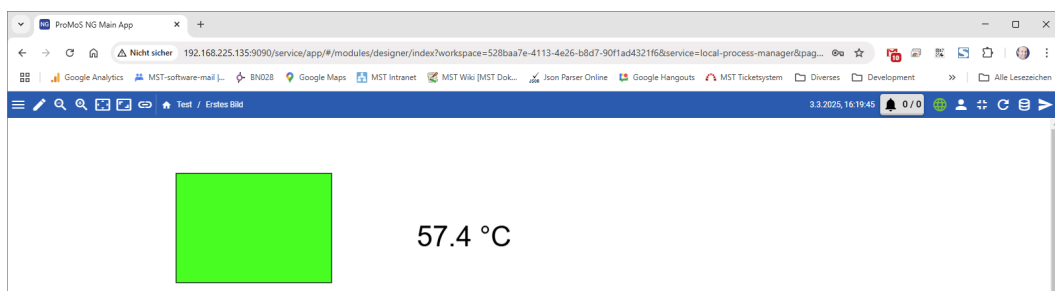 NG ProMoS NG Main App
Nicht sicher 192.168.225.135:9090/service/app/#/modules/designer/index?workspace=528baa7e-4113-4e26-b8d7-90f1ad4321f6&service=local-process-manager&pag...
10
Google Analytics MST-software-mail |... BN028 Google Maps MST Intranet MST Wiki [MST Dok... Json Parser Online Google Hangouts MST Ticketsystem Diverses Development » Alle Lesezeichen
Test / Erstes Bild 3.3.2025, 16:19:45 0 / 0
57.4 °C